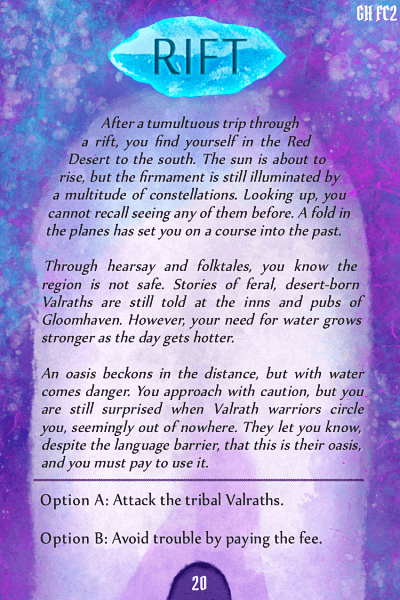 GH FC2
RIFT
After a tumultuous trip through
a rift, you find yourself in the Red
Desert to the south. The sun is about to
rise, but the firmament is still illuminated by
a multitude of constellations. Looking up, you
cannot recall seeing any of them before. A fold in
the planes has set you on a course into the past.
Through hearsay and folktales, you know the
region is not safe. Stories of feral, desert-born
Valraths are still told at the inns and pubs of
Gloomhaven. However, your need for water grows
stronger as the day gets hotter.
An oasis beckons in the distance, but with water
comes danger. You approach with caution, but you
are still surprised when Valrath warriors circle
you, seemingly out of nowhere. They let you know,
despite the language barrier, that this is their oasis,
and you must pay to use it.
Option A: Attack the tribal Valraths.
Option B: Avoid trouble by paying the fee.
20